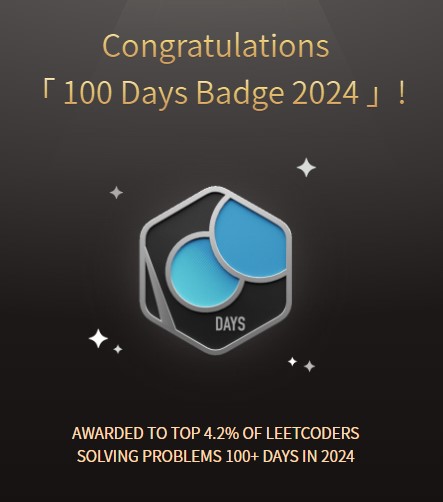 Congratulations
「 100 Days Badge 2024 」 !
DAYS
AWARDED TO TOP 4.2% OF LEETCODERS
SOLVING PROBLEMS 100+ DAYS IN 2024